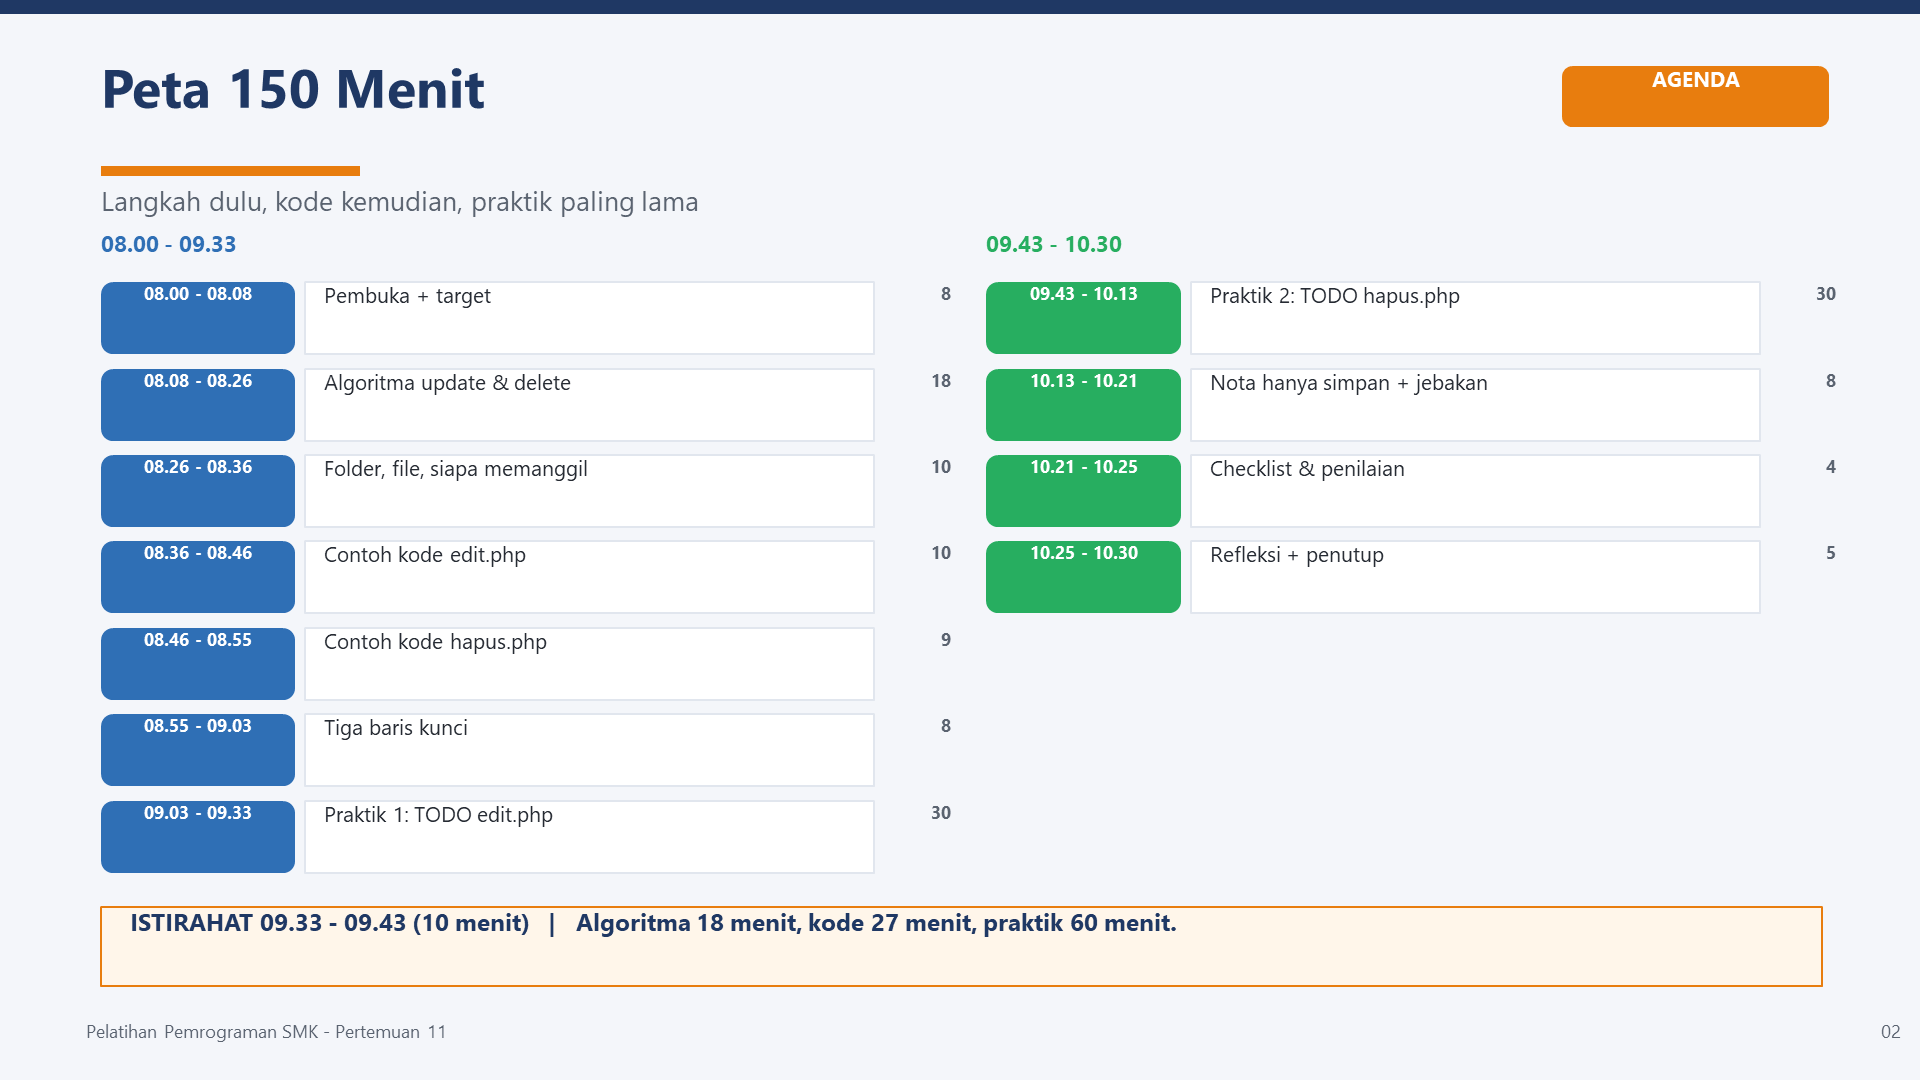 Peta 150 Menit
AGENDA
Langkah dulu, kode kemudian, praktik paling lama
08.00 - 09.33
08.00 - 08.08 Pembuka + target 8
08.08 - 08.26 Algoritma update & delete 18
08.26 - 08.36 Folder, file, siapa memanggil 10
08.36 - 08.46 Contoh kode edit.php 10
08.46 - 08.55 Contoh kode hapus.php 9
08.55 - 09.03 Tiga baris kunci 8
09.03 - 09.33 Praktik 1: TODO edit.php 30
09.43 - 10.30
09.43 - 10.13 Praktik 2: TODO hapus.php 30
10.13 - 10.21 Nota hanya simpan + jebakan 8
10.21 - 10.25 Checklist & penilaian 4
10.25 - 10.30 Refleksi + penutup 5
ISTIRAHAT 09.33 - 09.43 (10 menit) | Algoritma 18 menit, kode 27 menit, praktik 60 menit.
Pelatihan Pemrograman SMK - Pertemuan 11
02